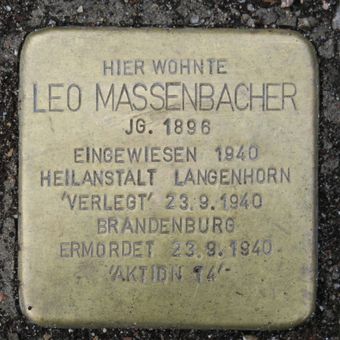 HIER WOHNTE
LEO MASSENBACHER
JG. 1896
EINGEWIESEN 1940
HEILANSTALT LANGENHORN
'VERLEGT' 23.9.1940
BRANDENBURG
ERMORDET 23.9.1940
'AKTION T4'